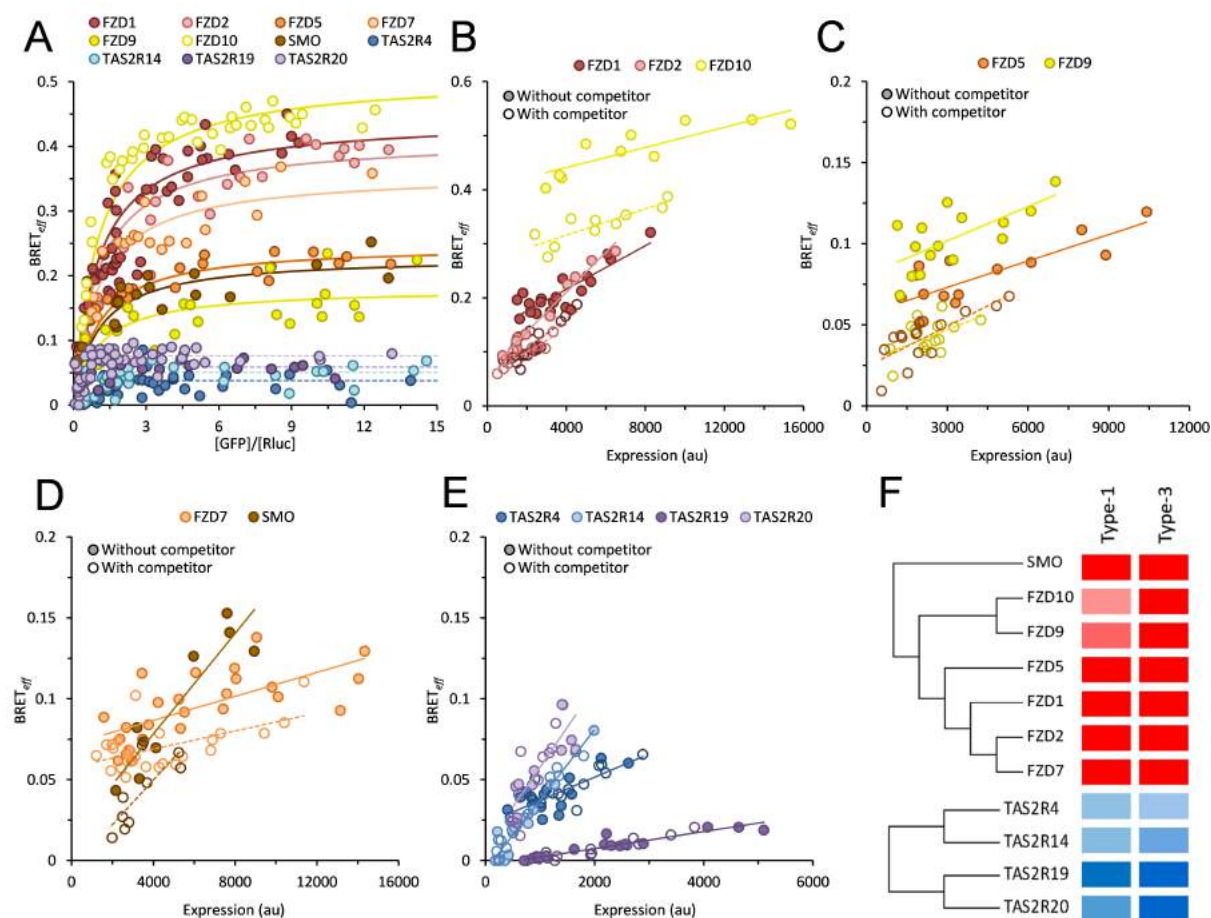 A
FZD1 FZD2 FZD5 FZD7
FZD9 FZD10 SMO TAS2R4
TAS2R14 TAS2R19 TAS2R20
BRETeff
0.5
0.4
0.3
0.2
0.1
0
0 3 6 9 12 15
[GFP]/[Rluc]
B
FZD1 FZD2 FZD10
Without competitor
With competitor
BRETeff
0.6
0.4
0.2
0
0 4000 8000 12000 16000
Expression (au)
C
FZD5 FZD9
Without competitor
With competitor
BRETeff
0.2
0.15
0.1
0.05
0
0 3000 6000 9000 12000
Expression (au)
D
FZD7 SMO
Without competitor
With competitor
BRETeff
0.2
0.15
0.1
0.05
0
0 4000 8000 12000 16000
Expression (au)
E
TAS2R4 TAS2R14 TAS2R19 TAS2R20
Without competitor
With competitor
BRETeff
0.2
0.15
0.1
0.05
0
0 2000 4000 6000
Expression (au)
F
Type-1 Type-3
SMO
FZD10
FZD9
FZD5
FZD1
FZD2
FZD7
TAS2R4
TAS2R14
TAS2R19
TAS2R20